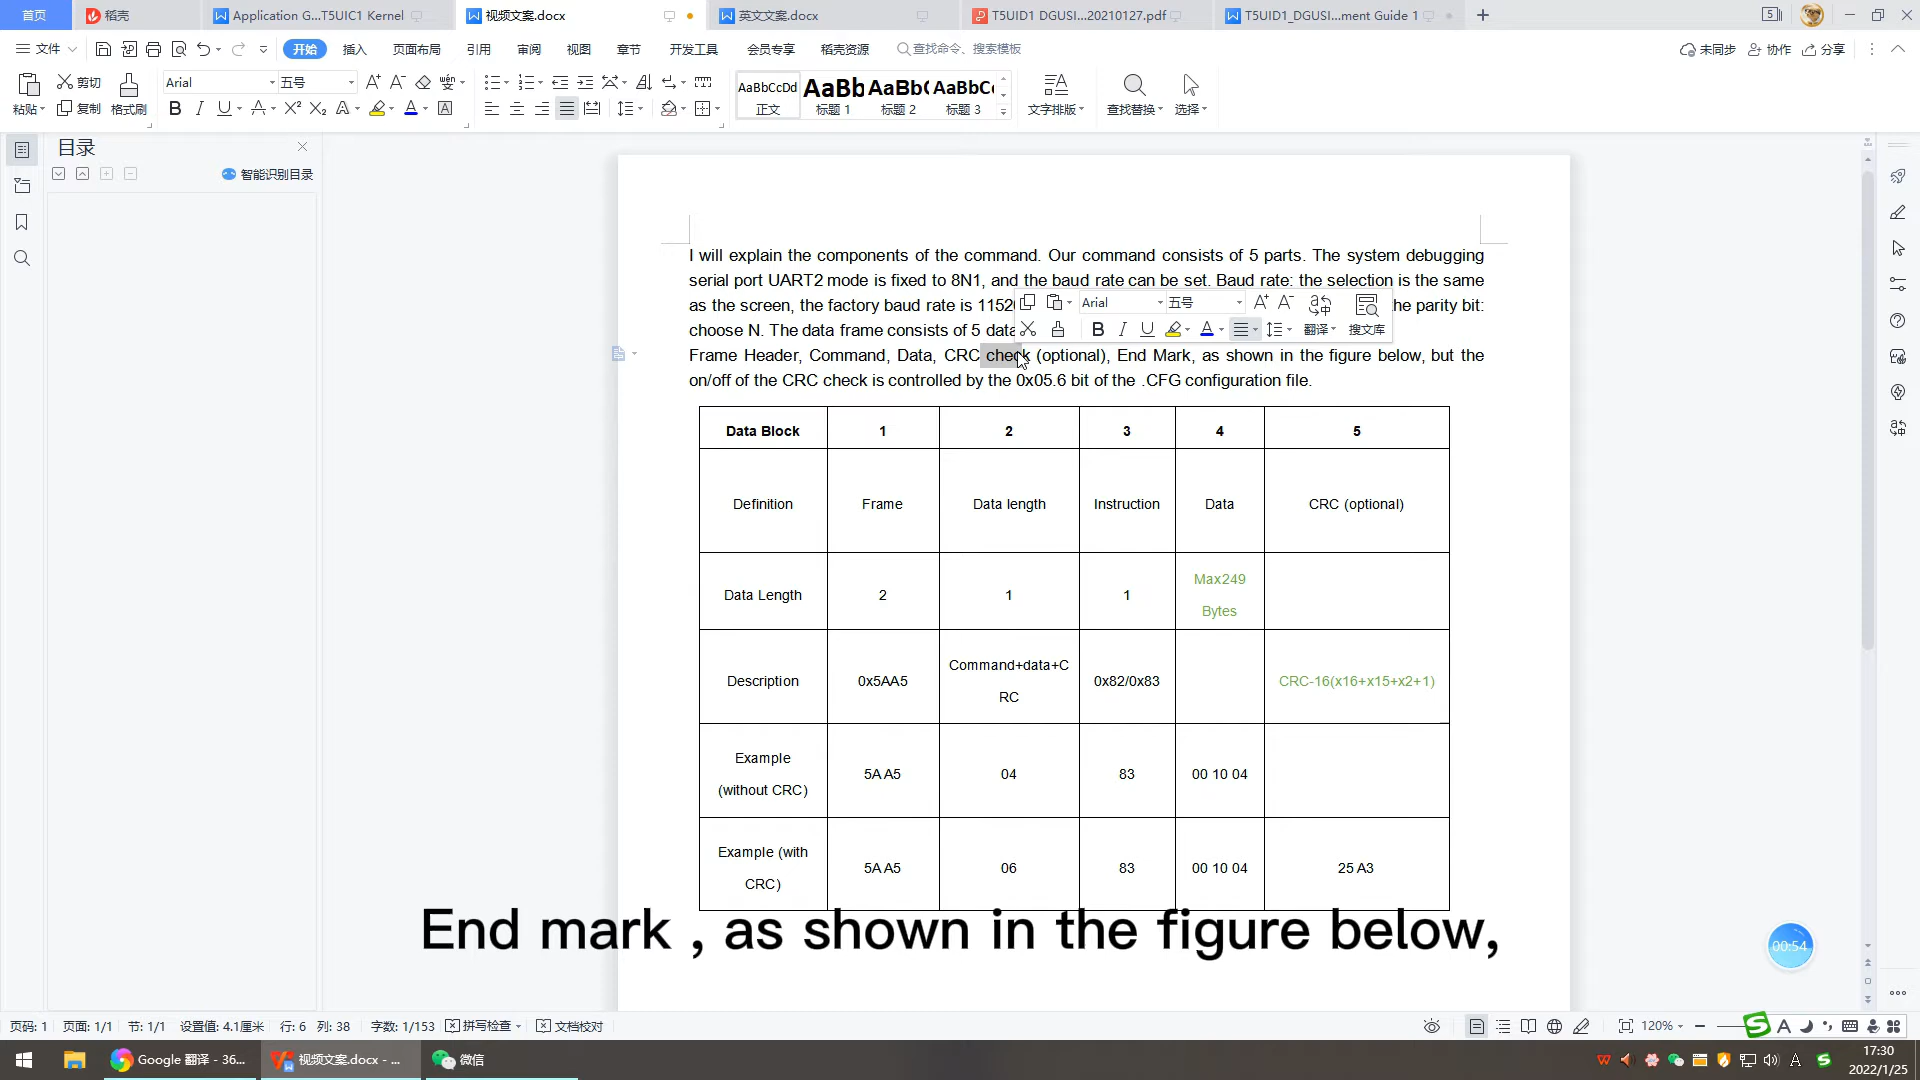 首页
稻壳
Application G...T5UIC1 Kernel
视频文案.docx
英文文案.docx
T5UID1 DGUSI...20210127.pdf
T5UID1_DGUSI...ment Guide 1
文件
开始
插入
页面布局
引用
审阅
视图
章节
开发工具
会员专享
稻壳资源
查找命令、搜索模板
未同步
协作
分享
粘贴
剪切
复制
格式刷
Arial
五号
AaBbCcDd
正文
AaBb
标题 1
AaBb(
标题 2
AaBbC
标题 3
文字排版
查找替换
选择
目录
智能识别目录
I will explain the components of the command. Our command consists of 5 parts. The system debugging
serial port UART2 mode is fixed to 8N1, and the baud rate can be set. Baud rate: the selection is the same
as the screen, the factory baud rate is 1152 he parity bit:
choose N. The data frame consists of 5 data
Frame Header, Command, Data, CRC check (optional), End Mark, as shown in the figure below, but the
on/off of the CRC check is controlled by the 0x05.6 bit of the .CFG configuration file.
Arial
五号
翻译
搜文库
Data Block 1 2 3 4 5
Definition Frame Data length Instruction Data CRC (optional)
Data Length 2 1 1 Max249
Bytes
Description 0x5AA5 Command+data+C
RC 0x82/0x83 CRC-16(x16+x15+x2+1)
Example
(without CRC) 5A A5 04 83 00 10 04
Example (with
CRC) 5A A5 06 83 00 10 04 25 A3
End mark , as shown in the figure below,
00:54
页码: 1
页面: 1/1
节: 1/1
设置值: 4.1厘米
行: 6
列: 38
字数: 1/153
拼写检查
文档校对
120%
Google 翻译 - 36...
视频文案.docx - ...
微信
17:30
2022/1/25